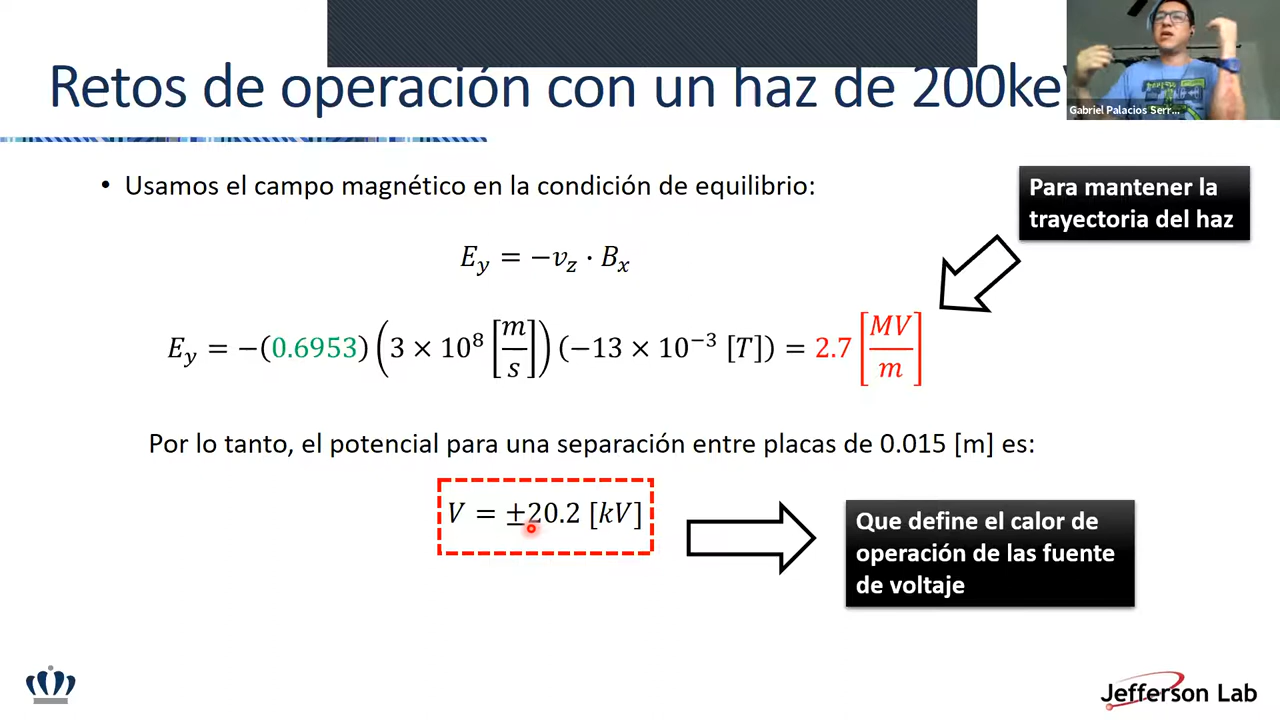 Retos de operación con un haz de 200ke
Gabriel Palacios Serr...
• Usamos el campo magnético en la condición de equilibrio:
Para mantener la
trayectoria del haz
E_y = −v_z · B_x
E_y = −(0.6953) (3 × 10⁸ [m/s]) (−13 × 10⁻³ [T]) = 2.7 [MV/m]
Por lo tanto, el potencial para una separación entre placas de 0.015 [m] es:
V = ±20.2 [kV]
Que define el calor de
operación de las fuente
de voltaje
Jefferson Lab